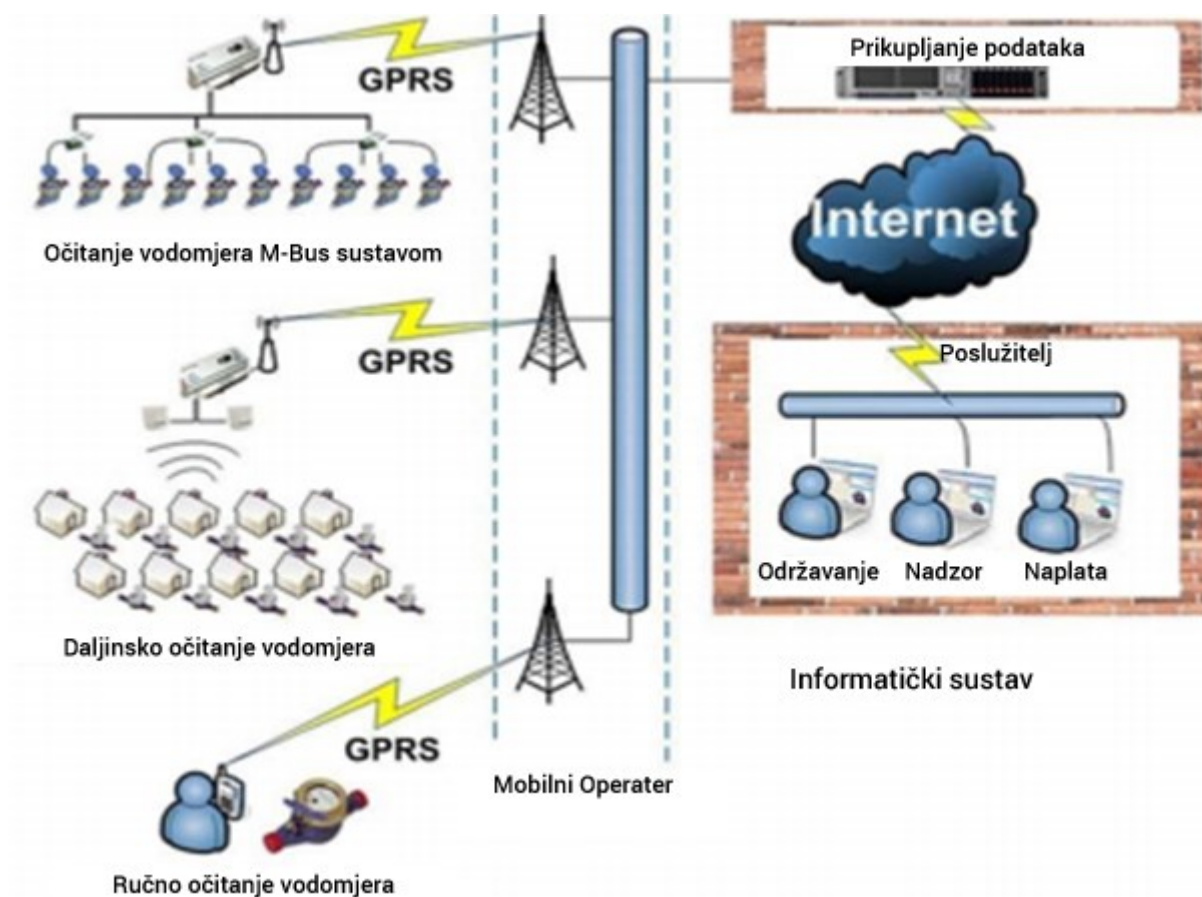 GPRS
Očitanje vodomjera M-Bus sustavom
GPRS
Daljinsko očitanje vodomjera
GPRS
Ručno očitanje vodomjera
Mobilni Operater
Prikupljanje podataka
Internet
Poslužitelj
Održavanje
Nadzor
Naplata
Informatički sustav